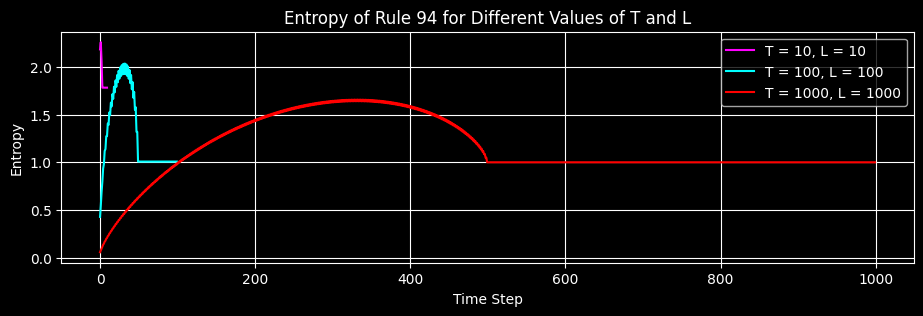 Entropy of Rule 94 for Different Values of T and L
T = 10, L = 10
T = 100, L = 100
T = 1000, L = 1000
Entropy
2.0
1.5
1.0
0.5
0.0
0
200
400
600
800
1000
Time Step